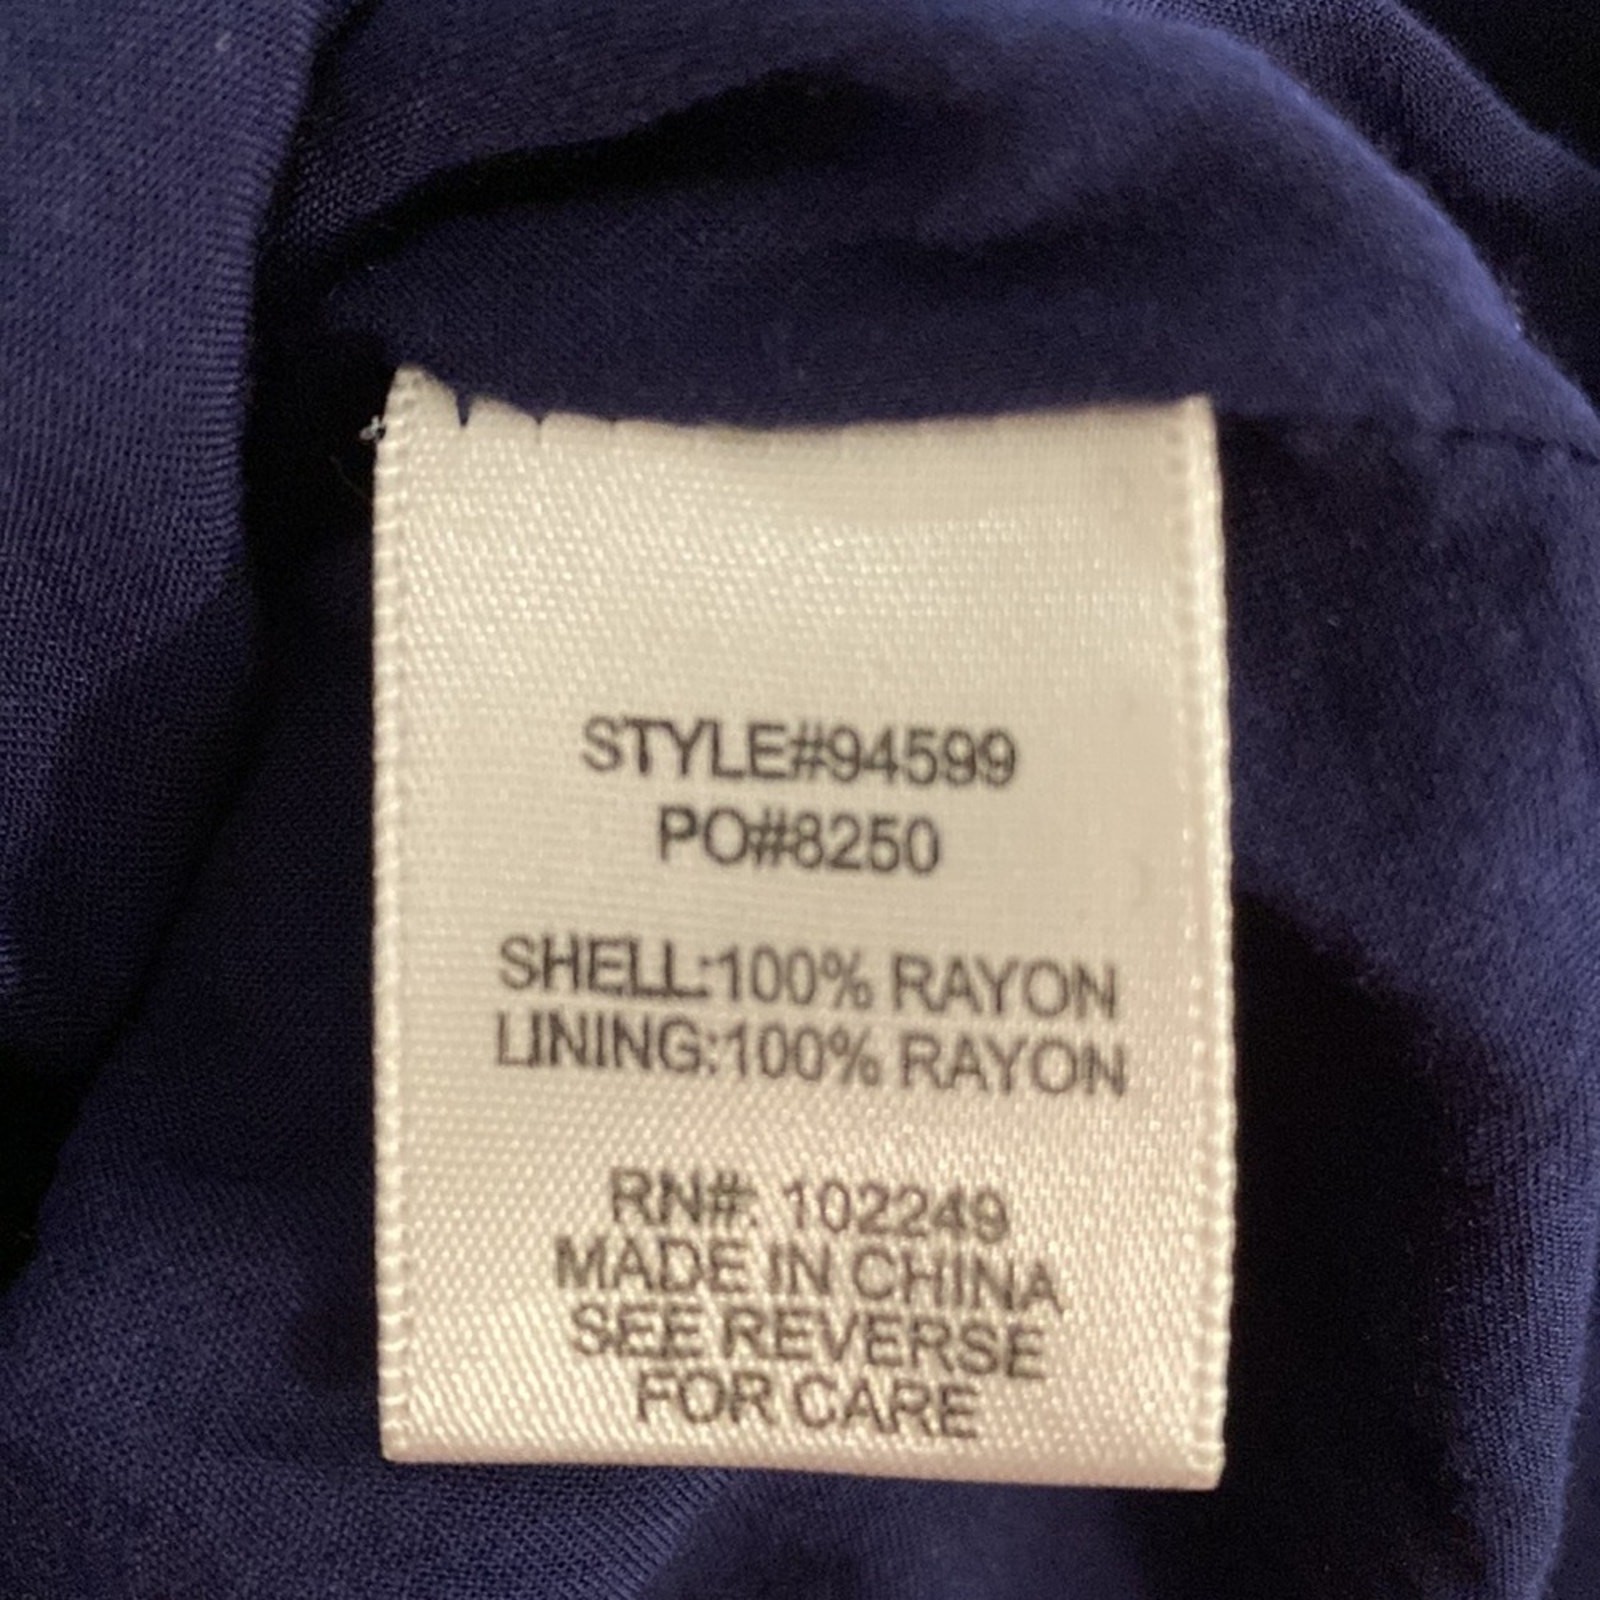 STYLE#94599
PO#8250
SHELL:100% RAYON
LINING:100% RAYON
RN#: 102249
MADE IN CHINA
SEE REVERSE
FOR CARE